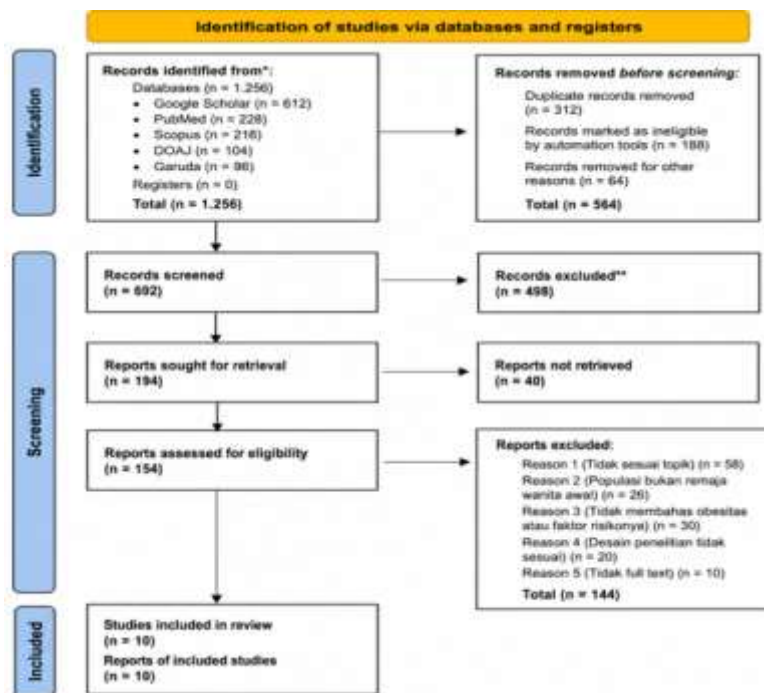 Identification of studies via databases and registers
Identification
Records identified from*:
Databases (n = 1.256)
• Google Scholar (n = 612)
• PubMed (n = 228)
• Scopus (n = 216)
• DOAJ (n = 104)
• Garuda (n = 96)
Registers (n = 0)
Total (n = 1.256)
Records removed before screening:
Duplicate records removed
(n = 312)
Records marked as ineligible
by automation tools (n = 188)
Records removed for other
reasons (n = 64)
Total (n = 564)
Screening
Records screened
(n = 692)
Records excluded**
(n = 498)
Reports sought for retrieval
(n = 194)
Reports not retrieved
(n = 40)
Reports assessed for eligibility
(n = 154)
Reports excluded:
Reason 1 (Tidak sesuai topik) (n = 58)
Reason 2 (Populasi bukan remaja
wanita awal) (n = 26)
Reason 3 (Tidak membahas obesitas
atau faktor risikonya) (n = 30)
Reason 4 (Desain penelitian tidak
sesuai) (n = 20)
Reason 5 (Tidak full text) (n = 10)
Total (n = 144)
Included
Studies included in review
(n = 10)
Reports of included studies
(n = 10)